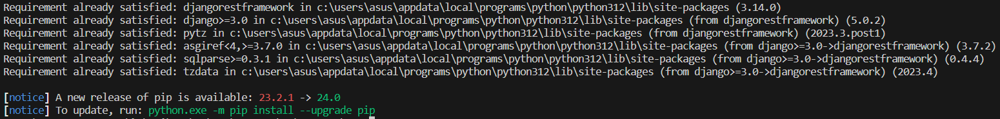 Requirement already satisfied: djangorestframework in c:\users\asus\appdata\local\programs\python\python312\lib\site-packages (3.14.0)
Requirement already satisfied: django>=3.0 in c:\users\asus\appdata\local\programs\python\python312\lib\site-packages (from djangorestframework) (5.0.2)
Requirement already satisfied: pytz in c:\users\asus\appdata\local\programs\python\python312\lib\site-packages (from djangorestframework) (2023.3.post1)
Requirement already satisfied: asgiref<4,>=3.7.0 in c:\users\asus\appdata\local\programs\python\python312\lib\site-packages (from django>=3.0->djangorestframework) (3.7.2)
Requirement already satisfied: sqlparse>=0.3.1 in c:\users\asus\appdata\local\programs\python\python312\lib\site-packages (from django>=3.0->djangorestframework) (0.4.4)
Requirement already satisfied: tzdata in c:\users\asus\appdata\local\programs\python\python312\lib\site-packages (from django>=3.0->djangorestframework) (2023.4)
[notice] A new release of pip is available: 23.2.1 -> 24.0
[notice] To update, run: python.exe -m pip install --upgrade pip